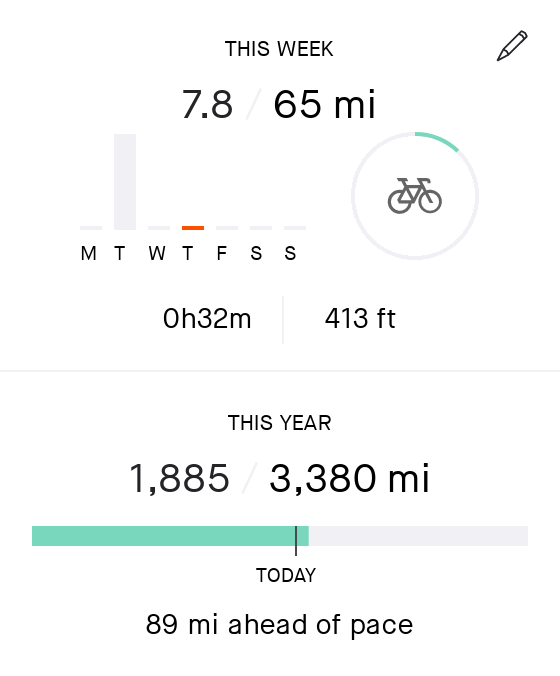 THIS WEEK
7.8 / 65 mi
M T W T F S S
0h32m 413 ft
THIS YEAR
1,885 / 3,380 mi
TODAY
89 mi ahead of pace